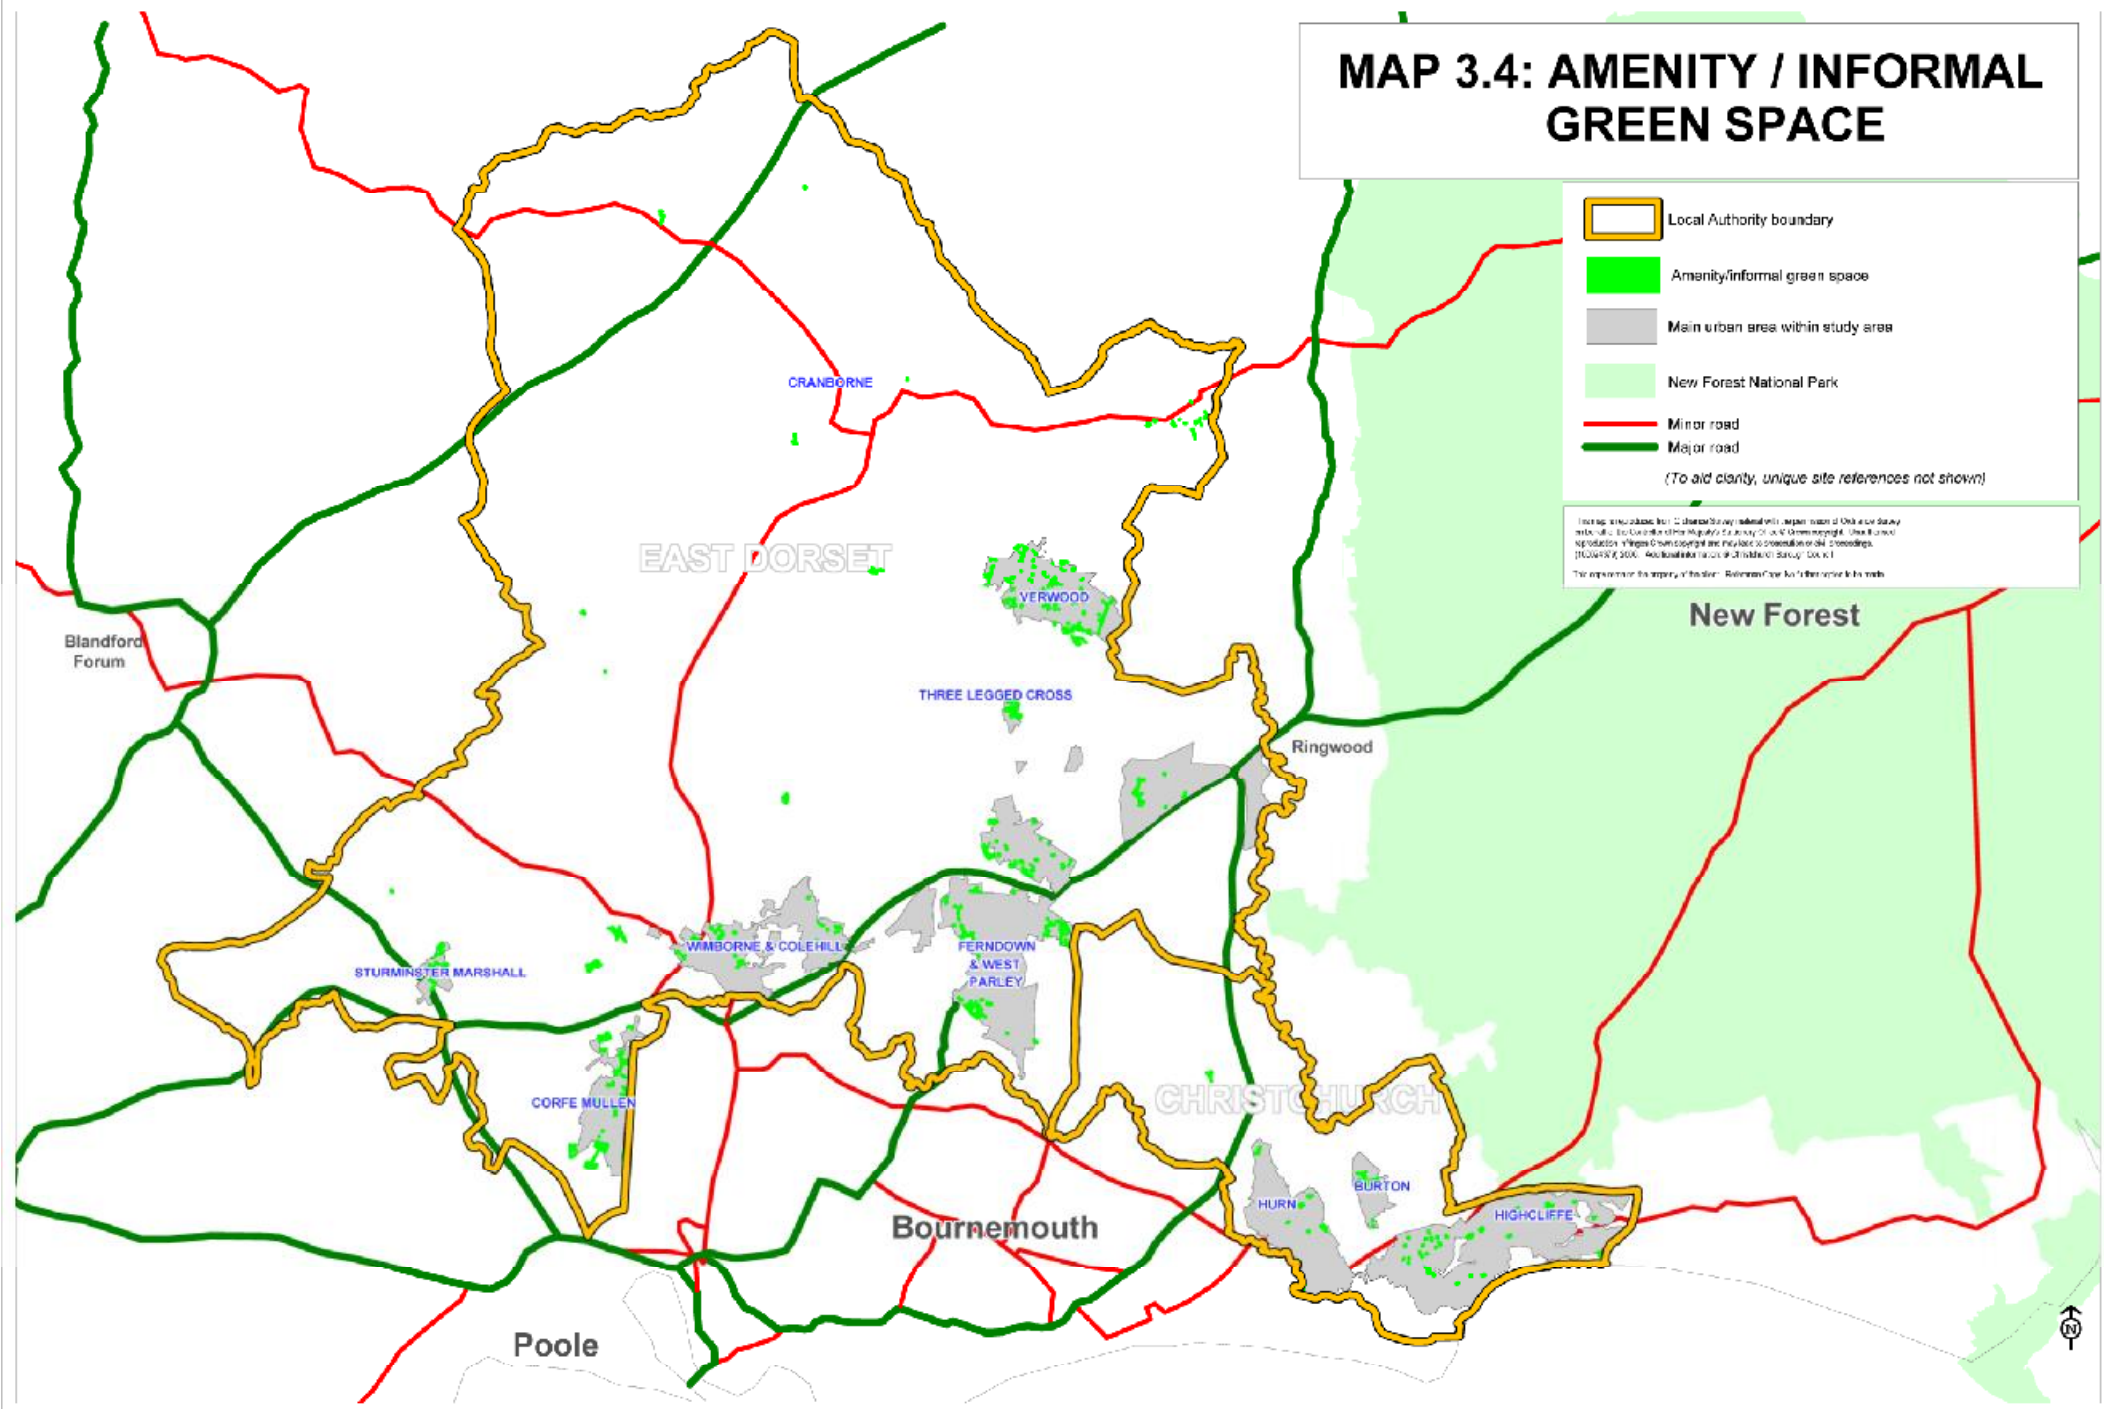 MAP 3.4: AMENITY / INFORMAL
GREEN SPACE
Local Authority boundary
Amenity/informal green space
Main urban area within study area
New Forest National Park
Minor road
Major road
(To aid clarity, unique site references not shown)
CRANBORNE
EAST DORSET
VERWOOD
New Forest
Blandford
Forum
THREE LEGGED CROSS
Ringwood
WIMBORNE & COLEHILL
FERNDOWN
& WEST
PARLEY
STURMINSTER MARSHALL
CORFE MULLEN
CHRISTCHURCH
BURTON
HURN
HIGHCLIFFE
Bournemouth
Poole
N